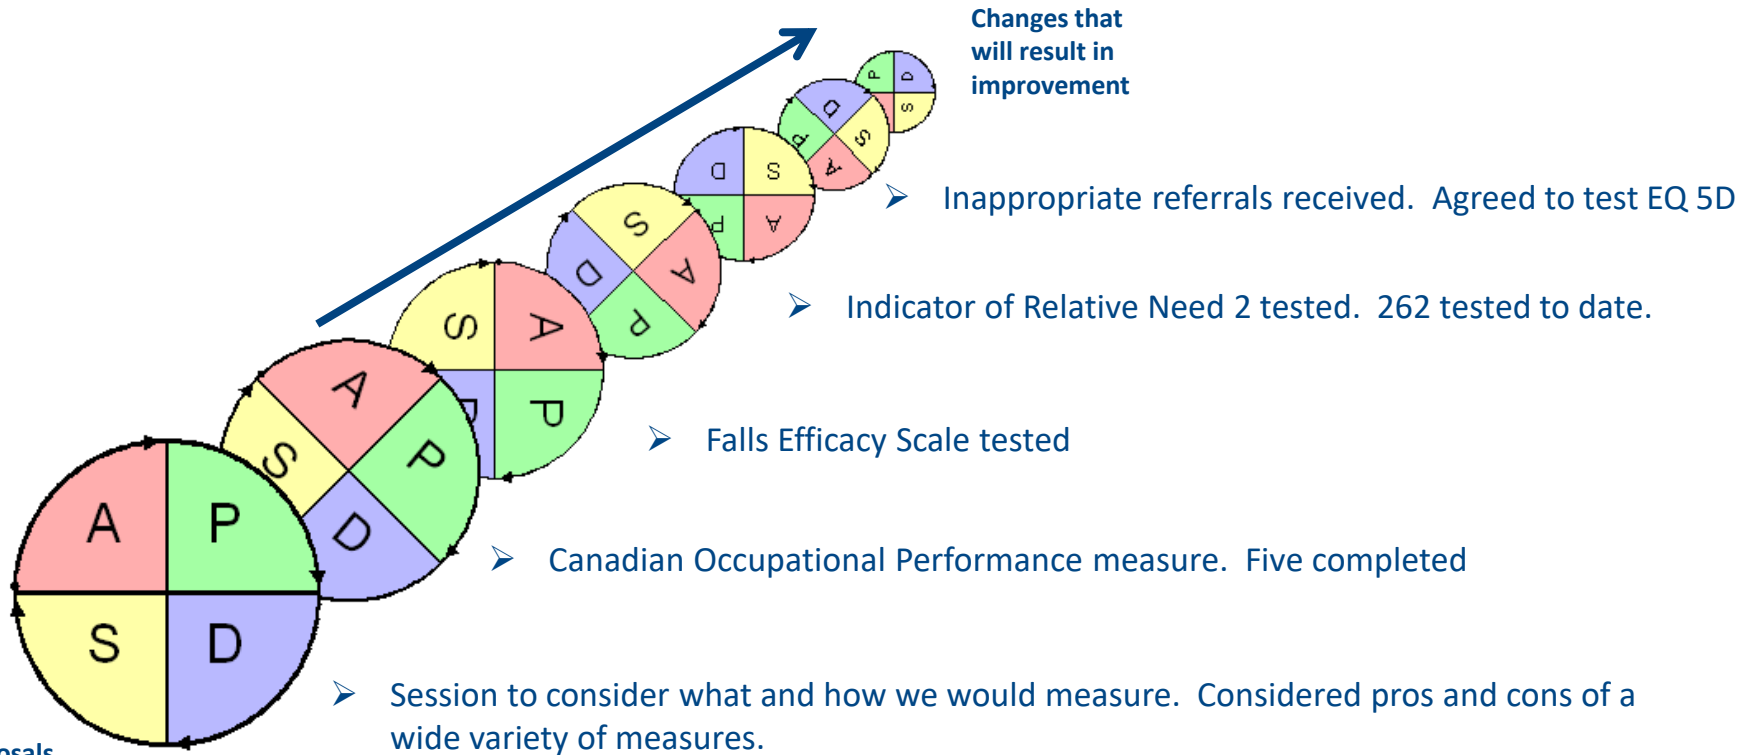 Changes that
will result in
improvement
P D
S
D
P S
A
D S
P A
S
D A
P
S A
D P
A
S P
D
A P
S D
➢ Inappropriate referrals received.  Agreed to test EQ 5D
➢ Indicator of Relative Need 2 tested.  262 tested to date.
➢ Falls Efficacy Scale tested
➢ Canadian Occupational Performance measure.  Five completed
➢ Session to consider what and how we would measure.  Considered pros and cons of a
wide variety of measures.